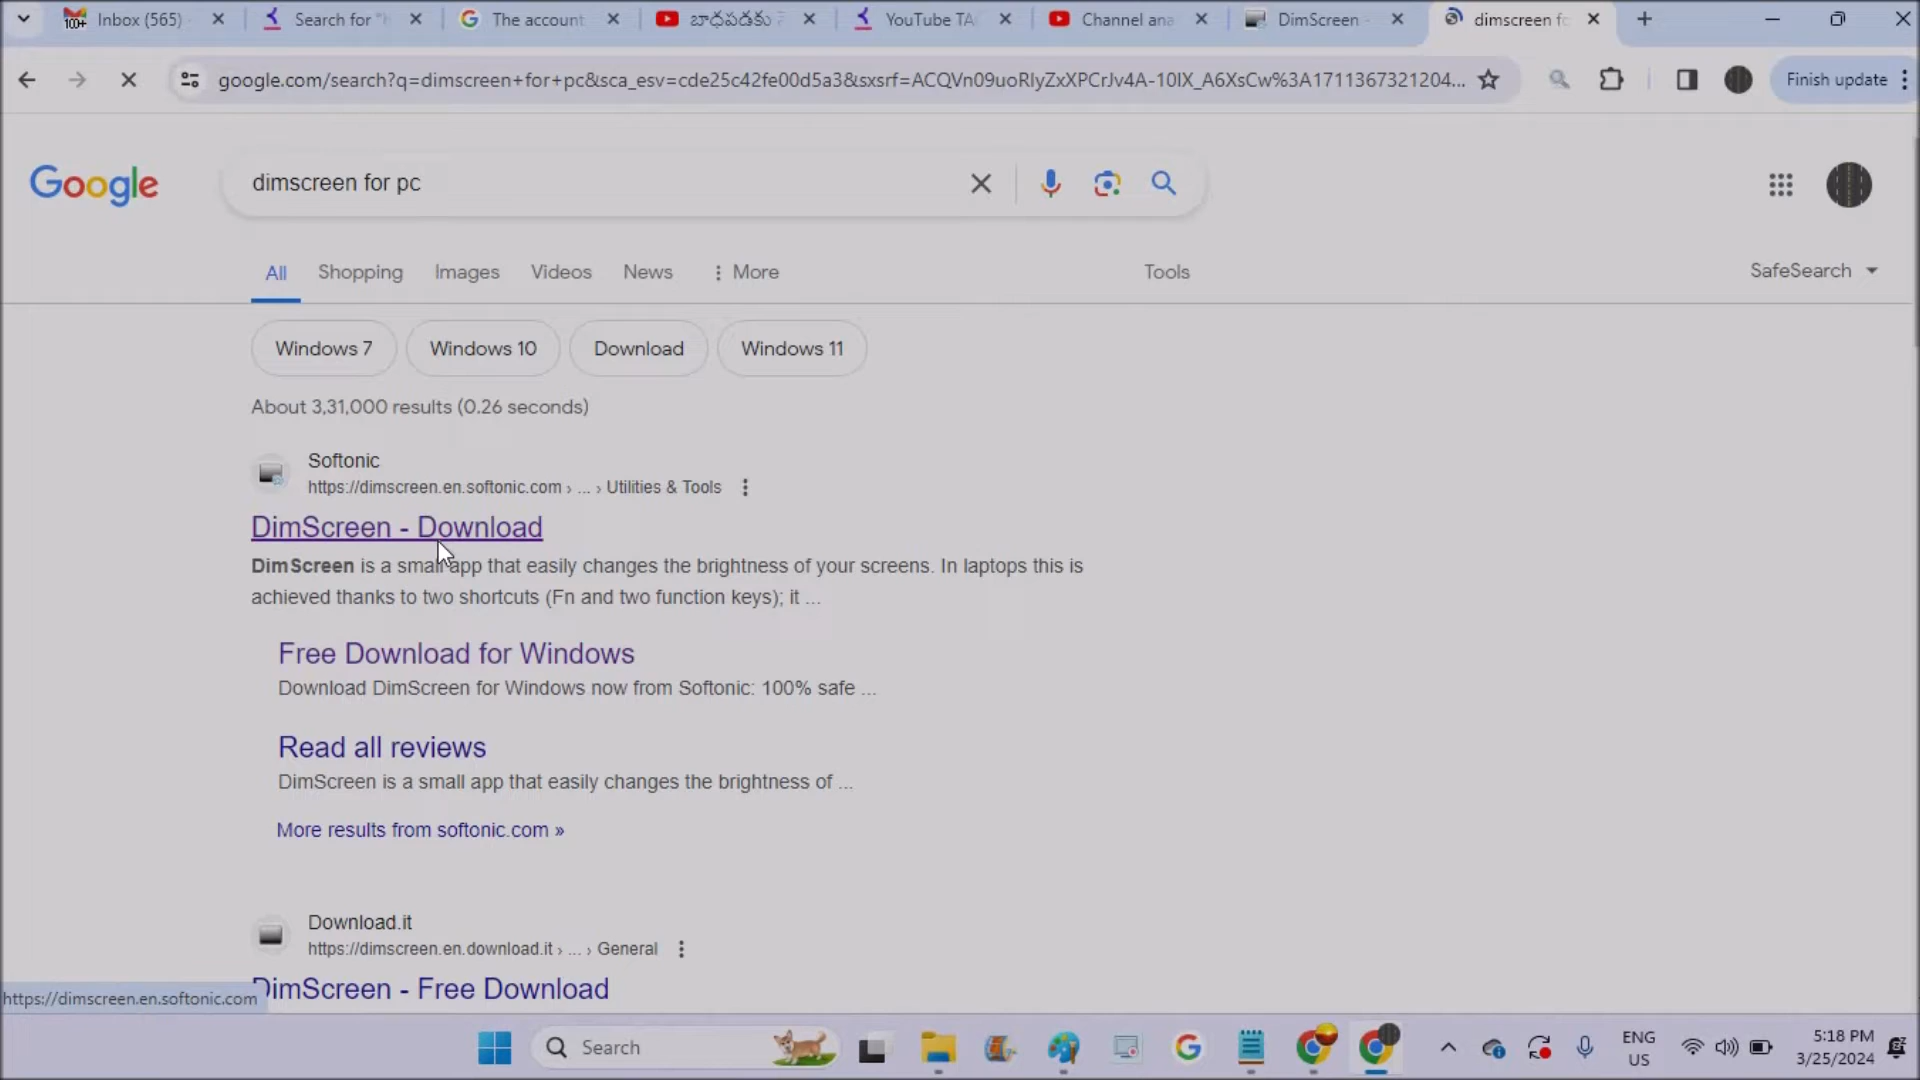 Inbox (565)
Search for "
The account
బాధపడకు
YouTube TA
Channel ana
DimScreen -
dimscreen fo
google.com/search?q=dimscreen+for+pc&sca_esv=cde25c42fe00d5a3&sxsrf=ACQVn09uoRIyZxXPCrJv4A-10IX_A6XsCw%3A1711367321204...
Finish update
Google
dimscreen for pc
All
Shopping
Images
Videos
News
More
Tools
SafeSearch
Windows 7
Windows 10
Download
Windows 11
About 3,31,000 results (0.26 seconds)
Softonic
https://dimscreen.en.softonic.com › ... › Utilities & Tools
DimScreen - Download
DimScreen is a small app that easily changes the brightness of your screens. In laptops this is
achieved thanks to two shortcuts (Fn and two function keys); it ...
Free Download for Windows
Download DimScreen for Windows now from Softonic: 100% safe ...
Read all reviews
DimScreen is a small app that easily changes the brightness of ...
More results from softonic.com »
Download.it
https://dimscreen.en.download.it › ... › General
DimScreen - Free Download
https://dimscreen.en.softonic.com
Search
ENG
US
5:18 PM
3/25/2024